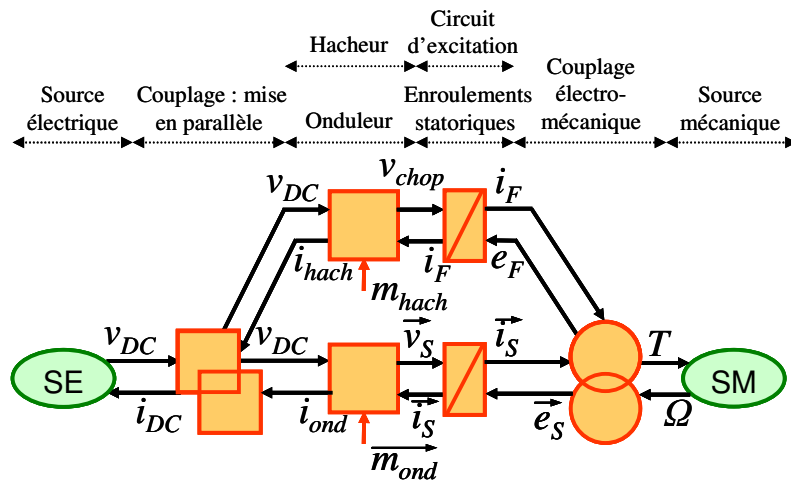 Circuit
d'excitation
Hacheur
Couplage
électro-
mécanique
Source
électrique
Couplage : mise
en parallèle
Onduleur
Enroulements
statoriques
Source
mécanique
v_DC
v_chop
i_F
i_hach
i_F
e_F
m_hach
v_DC
v_DC
v_S
i_S
T
SE
SM
i_DC
i_ond
i_S
e_S
Ω
m_ond